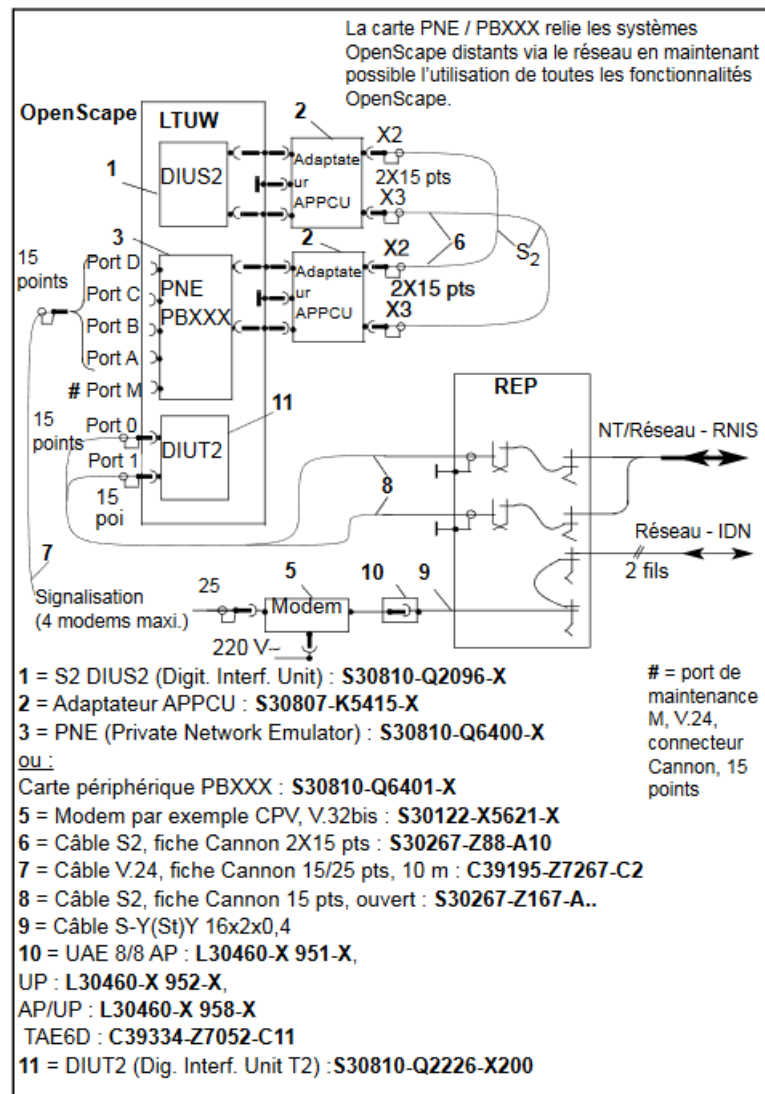 La carte PNE / PBXXX relie les systèmes
OpenScape distants via le réseau en maintenant
possible l'utilisation de toutes les fonctionnalités
OpenScape.
OpenScape
LTUW
2
X2
1
DIUS2
Adaptate
ur
APPCU
2X15 pts
X3
3
2
X2
6
S2
15
points
Port D
Port C
Port B
Port A
# Port M
PNE
PBXXX
Adaptate
ur
APPCU
2X15 pts
X3
REP
11
15
points
Port 0
Port 1
DIUT2
15
poi
NT/Réseau - RNIS
8
Réseau - IDN
2 fils
7
Signalisation
(4 modems maxi.)
25
5
Modem
10
9
220 V~
1 = S2 DIUS2 (Digit. Interf. Unit) : S30810-Q2096-X
2 = Adaptateur APPCU : S30807-K5415-X
3 = PNE (Private Network Emulator) : S30810-Q6400-X
ou :
Carte périphérique PBXXX : S30810-Q6401-X
5 = Modem par exemple CPV, V.32bis : S30122-X5621-X
6 = Câble S2, fiche Cannon 2X15 pts : S30267-Z88-A10
7 = Câble V.24, fiche Cannon 15/25 pts, 10 m : C39195-Z7267-C2
8 = Câble S2, fiche Cannon 15 pts, ouvert : S30267-Z167-A..
9 = Câble S-Y(St)Y 16x2x0,4
10 = UAE 8/8 AP : L30460-X 951-X,
UP : L30460-X 952-X,
AP/UP : L30460-X 958-X
TAE6D : C39334-Z7052-C11
11 = DIUT2 (Dig. Interf. Unit T2) :S30810-Q2226-X200
# = port de
maintenance
M, V.24,
connecteur
Cannon, 15
points